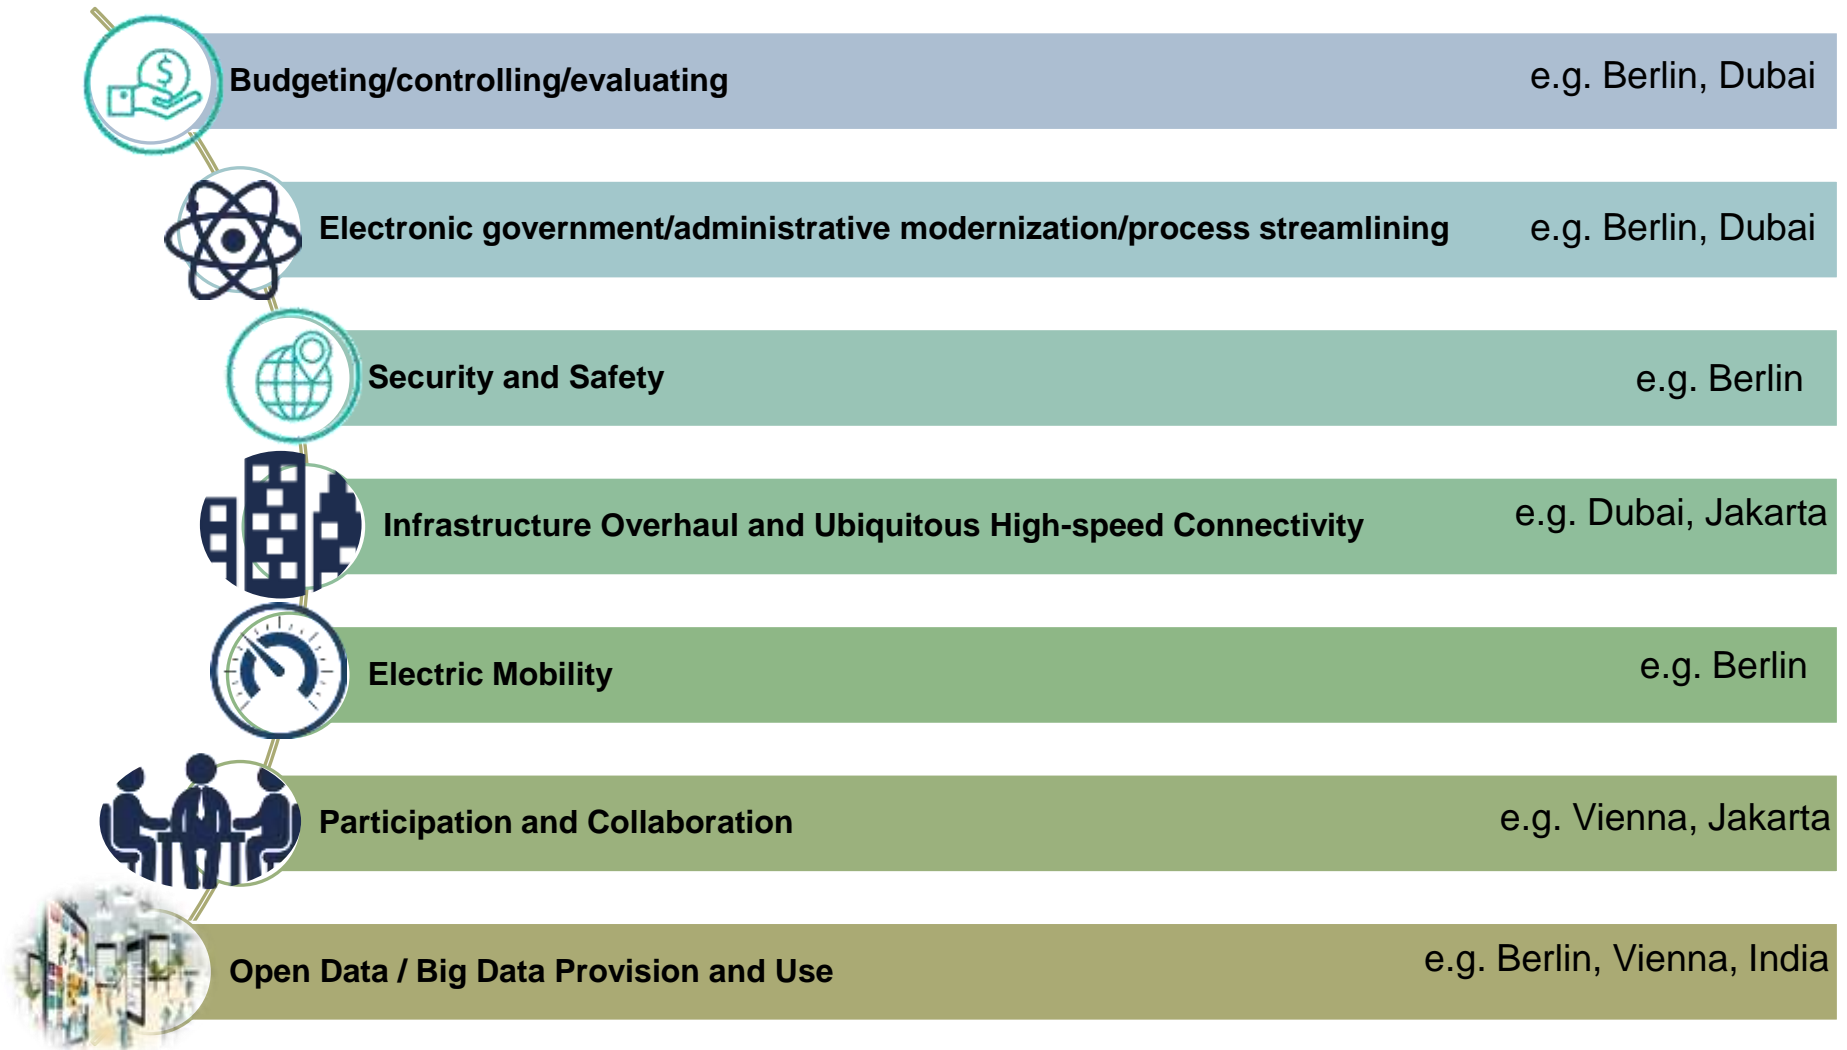 Budgeting/controlling/evaluating e.g. Berlin, Dubai
Electronic government/administrative modernization/process streamlining e.g. Berlin, Dubai
Security and Safety e.g. Berlin
Infrastructure Overhaul and Ubiquitous High-speed Connectivity e.g. Dubai, Jakarta
Electric Mobility e.g. Berlin
Participation and Collaboration e.g. Vienna, Jakarta
Open Data / Big Data Provision and Use e.g. Berlin, Vienna, India